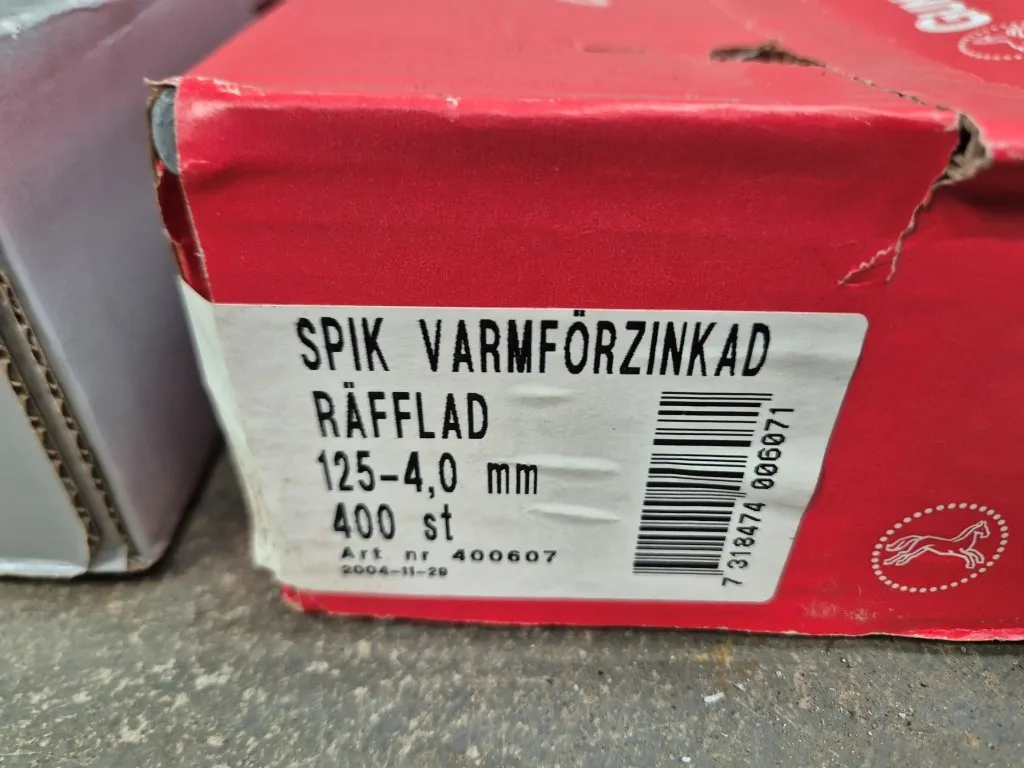 SPIK VARMFÖRZINKAD
RÄFFLAD
125-4,0 mm
400 st
Art. nr 400607
2004-11-29
7 318474 006071